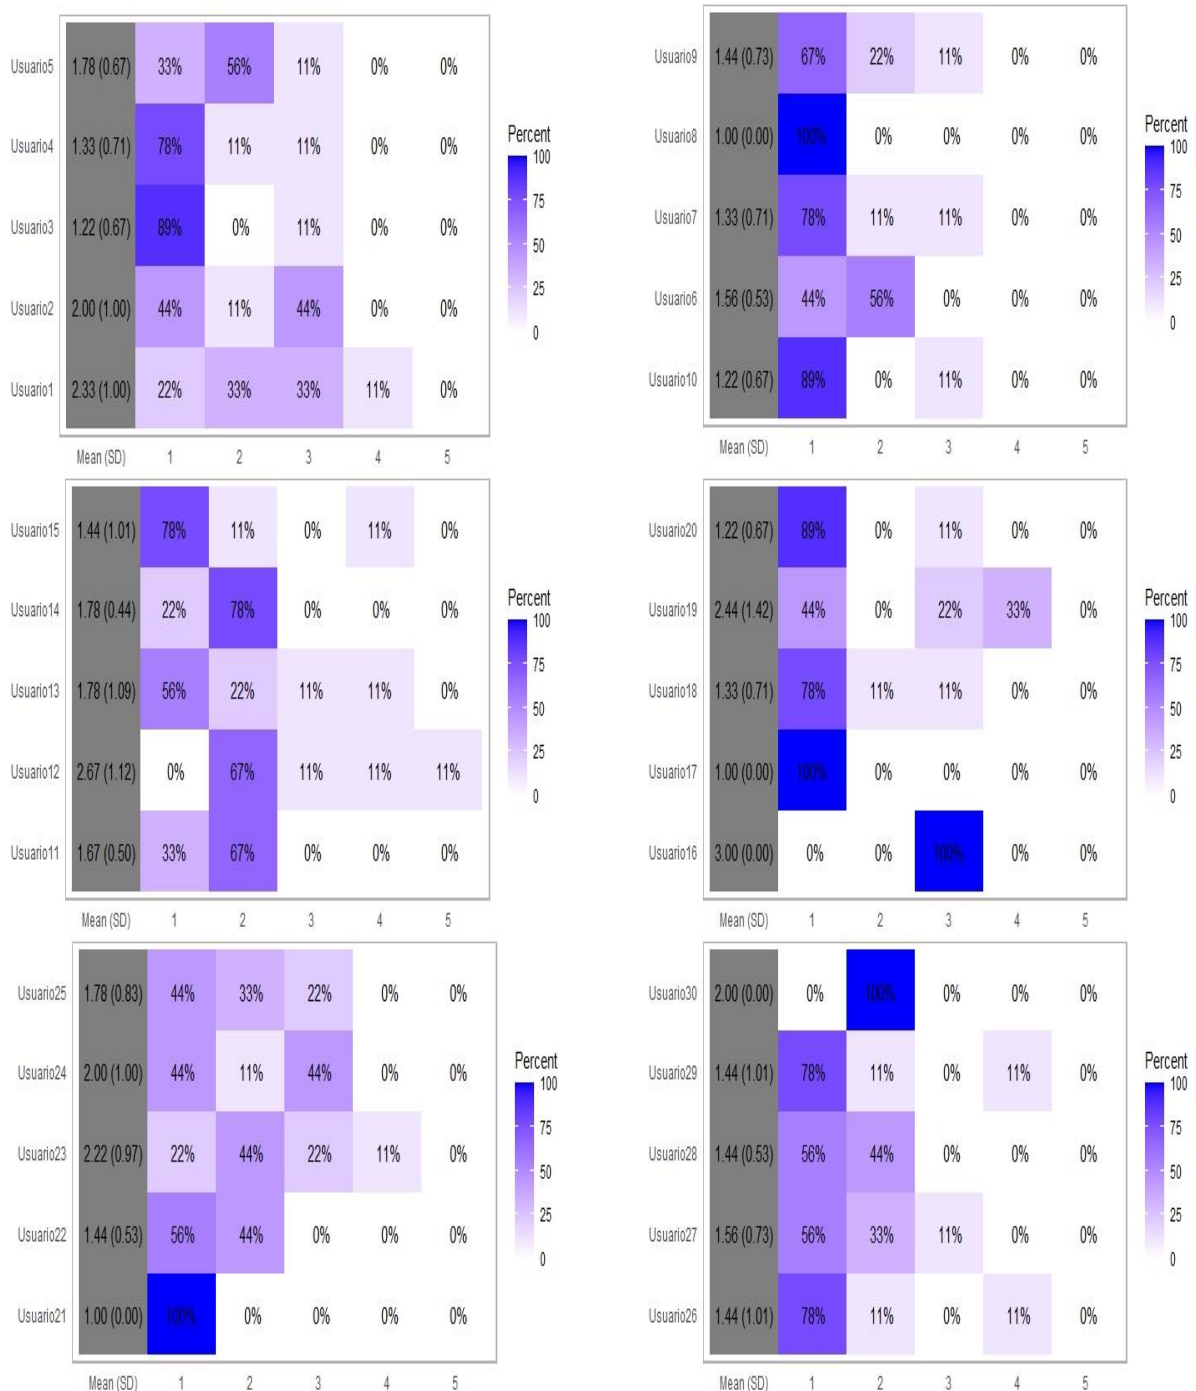 Usuario5 1.78 (0.67) 33% 56% 11% 0% 0%
Usuario4 1.33 (0.71) 78% 11% 11% 0% 0%
Usuario3 1.22 (0.67) 89% 0% 11% 0% 0%
Usuario2 2.00 (1.00) 44% 11% 44% 0% 0%
Usuario1 2.33 (1.00) 22% 33% 33% 11% 0%
Mean (SD) 1 2 3 4 5
Percent
100
75
50
25
0
Usuario9 1.44 (0.73) 67% 22% 11% 0% 0%
Usuario8 1.00 (0.00) 100% 0% 0% 0% 0%
Usuario7 1.33 (0.71) 78% 11% 11% 0% 0%
Usuario6 1.56 (0.53) 44% 56% 0% 0% 0%
Usuario10 1.22 (0.67) 89% 0% 11% 0% 0%
Mean (SD) 1 2 3 4 5
Percent
100
75
50
25
0
Usuario15 1.44 (1.01) 78% 11% 0% 11% 0%
Usuario14 1.78 (0.44) 22% 78% 0% 0% 0%
Usuario13 1.78 (1.09) 56% 22% 11% 11% 0%
Usuario12 2.67 (1.12) 0% 67% 11% 11% 11%
Usuario11 1.67 (0.50) 33% 67% 0% 0% 0%
Mean (SD) 1 2 3 4 5
Percent
100
75
50
25
0
Usuario20 1.22 (0.67) 89% 0% 11% 0% 0%
Usuario19 2.44 (1.42) 44% 0% 22% 33% 0%
Usuario18 1.33 (0.71) 78% 11% 11% 0% 0%
Usuario17 1.00 (0.00) 100% 0% 0% 0% 0%
Usuario16 3.00 (0.00) 0% 0% 100% 0% 0%
Mean (SD) 1 2 3 4 5
Percent
100
75
50
25
0
Usuario25 1.78 (0.83) 44% 33% 22% 0% 0%
Usuario24 2.00 (1.00) 44% 11% 44% 0% 0%
Usuario23 2.22 (0.97) 22% 44% 22% 11% 0%
Usuario22 1.44 (0.53) 56% 44% 0% 0% 0%
Usuario21 1.00 (0.00) 100% 0% 0% 0% 0%
Mean (SD) 1 2 3 4 5
Percent
100
75
50
25
0
Usuario30 2.00 (0.00) 0% 100% 0% 0% 0%
Usuario29 1.44 (1.01) 78% 11% 0% 11% 0%
Usuario28 1.44 (0.53) 56% 44% 0% 0% 0%
Usuario27 1.56 (0.73) 56% 33% 11% 0% 0%
Usuario26 1.44 (1.01) 78% 11% 0% 11% 0%
Mean (SD) 1 2 3 4 5
Percent
100
75
50
25
0